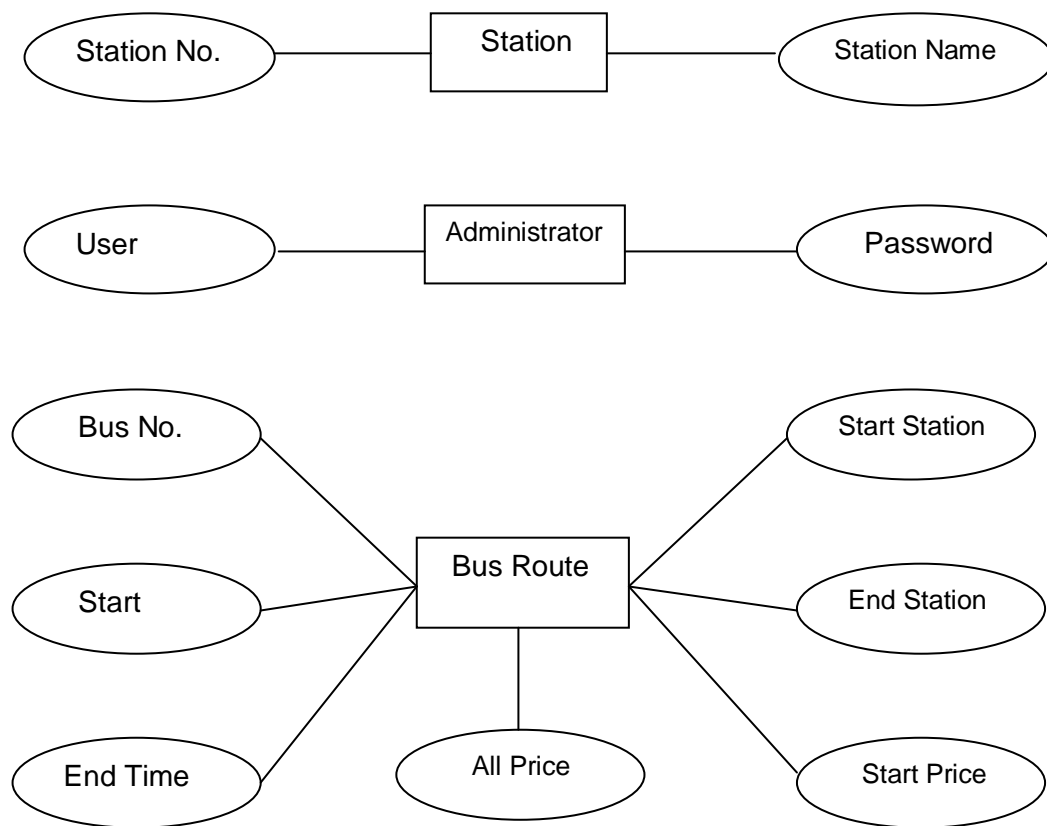 Station No.
Station
Station Name
User
Administrator
Password
Bus No.
Start Station
Bus Route
Start
End Station
End Time
All Price
Start Price